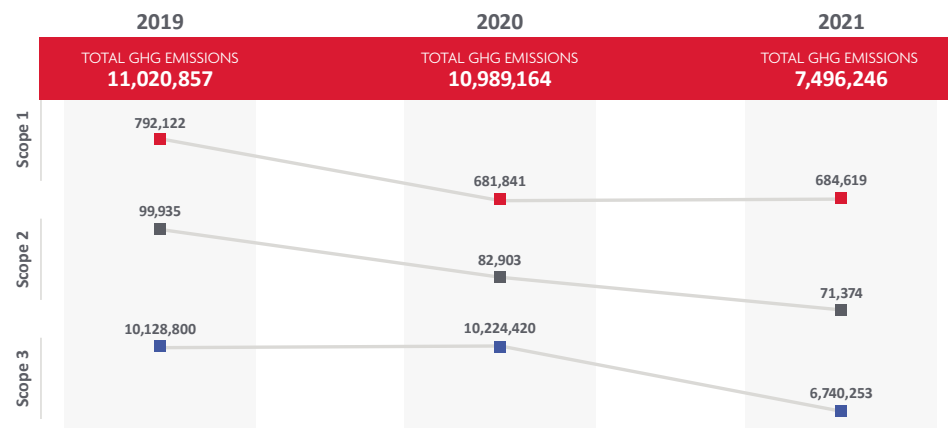 2019
2020
2021
TOTAL GHG EMISSIONS
11,020,857
TOTAL GHG EMISSIONS
10,989,164
TOTAL GHG EMISSIONS
7,496,246
Scope 1
792,122
681,841
684,619
Scope 2
99,935
82,903
71,374
Scope 3
10,128,800
10,224,420
6,740,253